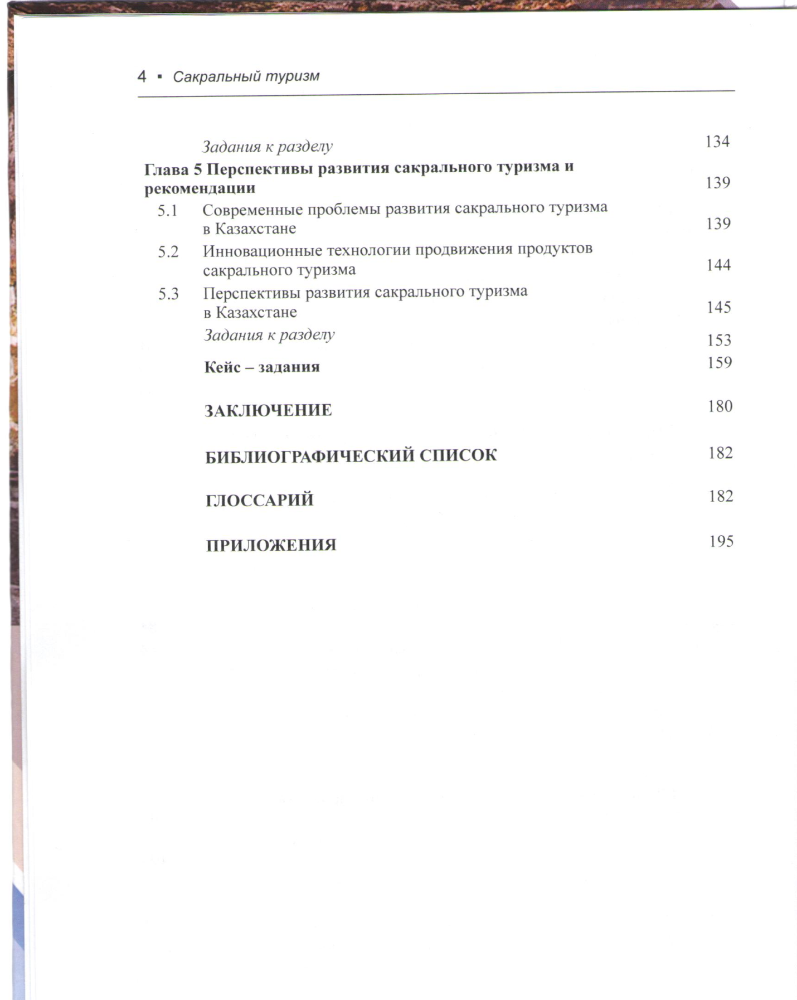 4 ▪ Сакральный туризм
Задания к разделу 134
Глава 5 Перспективы развития сакрального туризма и
рекомендации 139
5.1 Современные проблемы развития сакрального туризма
в Казахстане 139
5.2 Инновационные технологии продвижения продуктов
сакрального туризма 144
5.3 Перспективы развития сакрального туризма
в Казахстане 145
Задания к разделу 153
Кейс – задания 159
ЗАКЛЮЧЕНИЕ 180
БИБЛИОГРАФИЧЕСКИЙ СПИСОК 182
ГЛОССАРИЙ 182
ПРИЛОЖЕНИЯ 195